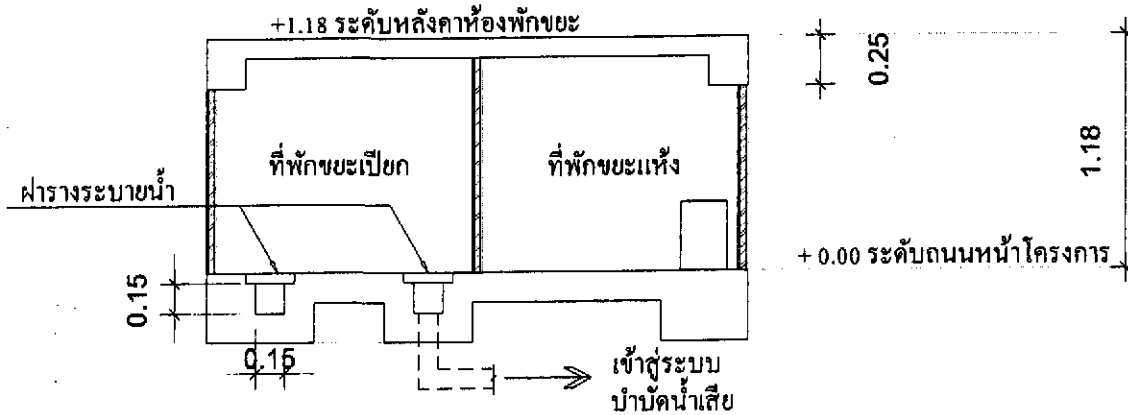 +1.18 ระดับหลังคาห้องพักขยะ
0.25
1.18
ที่พักขยะเปียก
ที่พักขยะแห้ง
ฝารางระบายน้ำ
+ 0.00 ระดับถนนหน้าโครงการ
0.15
0.15
เข้าสู่ระบบ
บำบัดน้ำเสีย